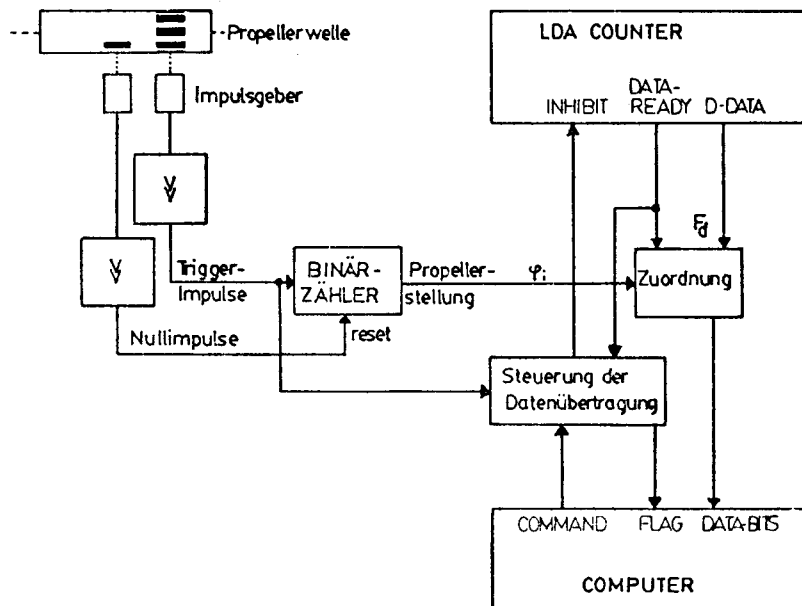 Propellerwelle
LDA COUNTER
Impulsgeber
DATA-
INHIBIT READY D-DATA
V
V
Fd
Trigger-
Impulse
BINÄR-
ZÄHLER
Propeller-
stellung
φi
Zuordnung
Nullimpulse
reset
Steuerung der
Datenübertragung
COMMAND FLAG DATA-BITS
COMPUTER